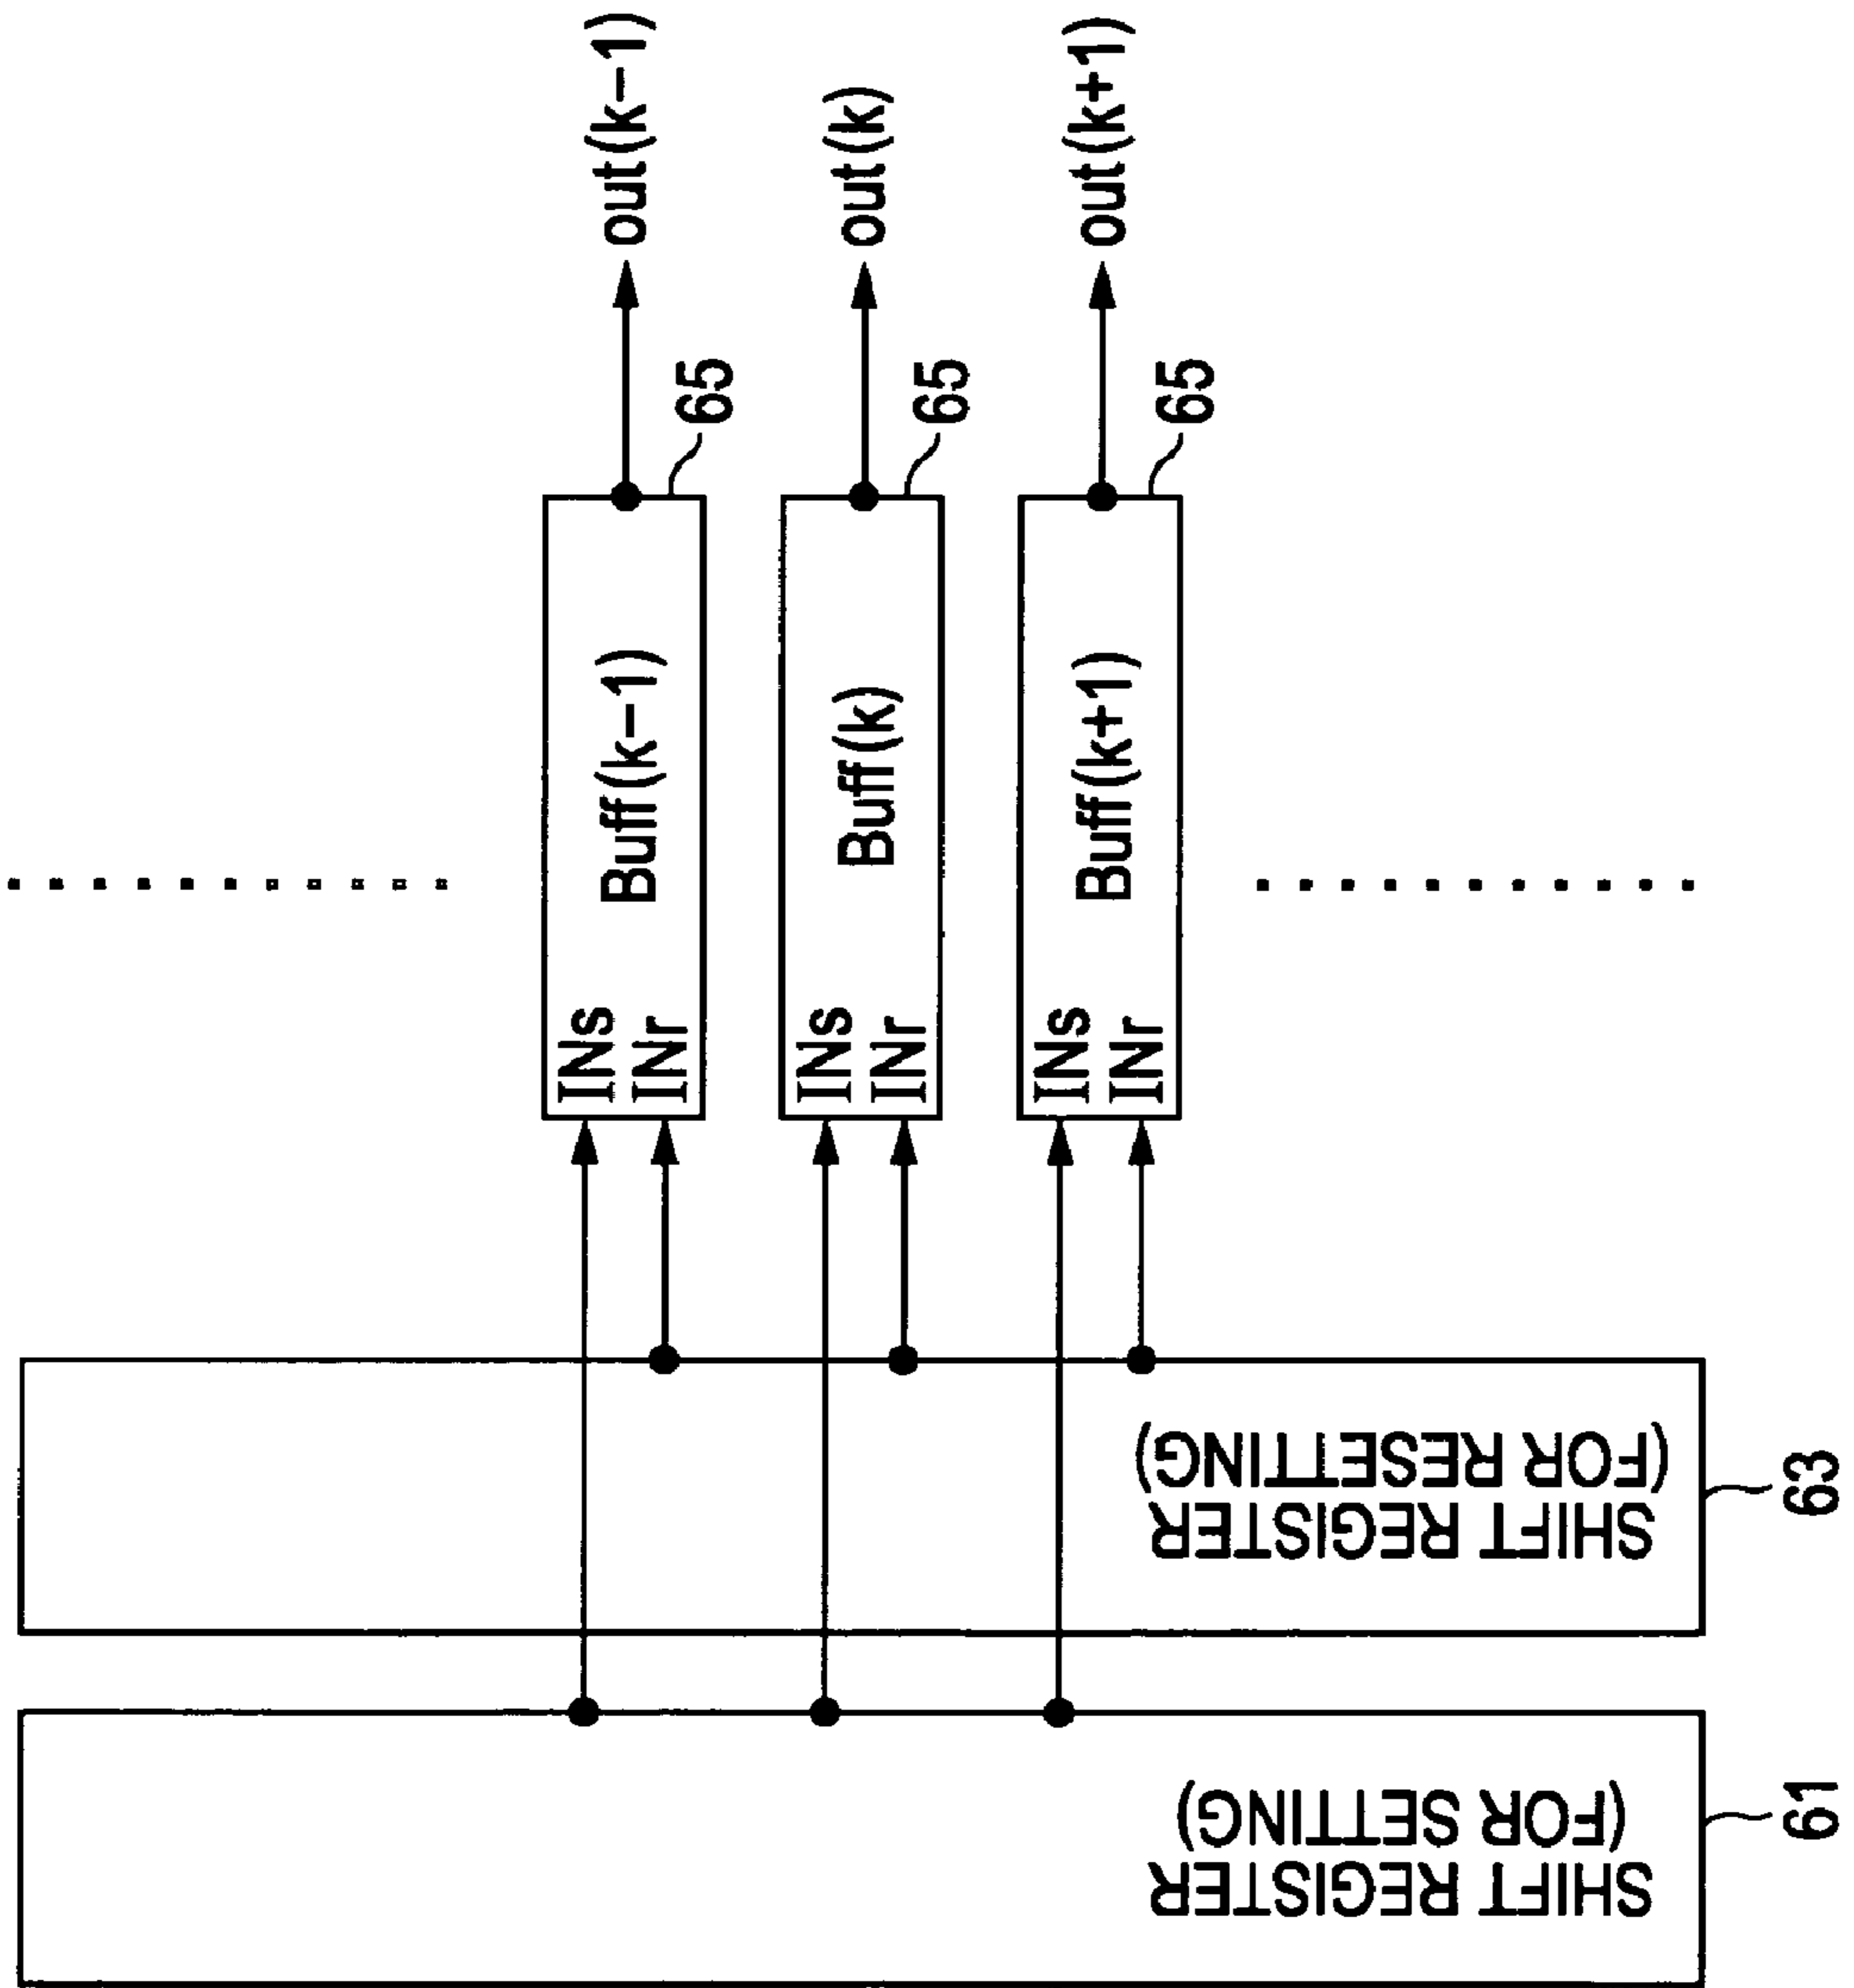 SHIFT REGISTER
(FOR SETTING)
61
SHIFT REGISTER
(FOR RESETTING)
63
INs
INr
Buff(k-1)
65
out(k-1)
INs
INr
Buff(k)
65
out(k)
INs
INr
Buff(k+1)
65
out(k+1)